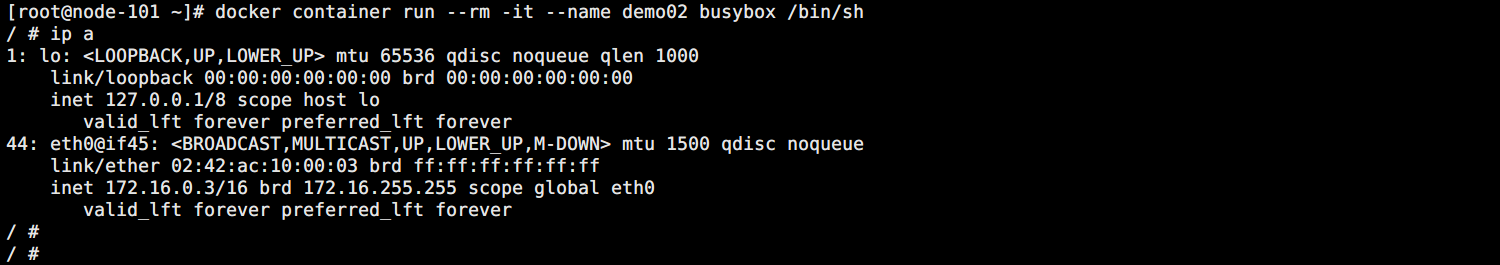 [root@node-101 ~]# docker container run --rm -it --name demo02 busybox /bin/sh
/ # ip a
1: lo: <LOOPBACK,UP,LOWER_UP> mtu 65536 qdisc noqueue qlen 1000
    link/loopback 00:00:00:00:00:00 brd 00:00:00:00:00:00
    inet 127.0.0.1/8 scope host lo
       valid_lft forever preferred_lft forever
44: eth0@if45: <BROADCAST,MULTICAST,UP,LOWER_UP,M-DOWN> mtu 1500 qdisc noqueue
    link/ether 02:42:ac:10:00:03 brd ff:ff:ff:ff:ff:ff
    inet 172.16.0.3/16 brd 172.16.255.255 scope global eth0
       valid_lft forever preferred_lft forever
/ #
/ #